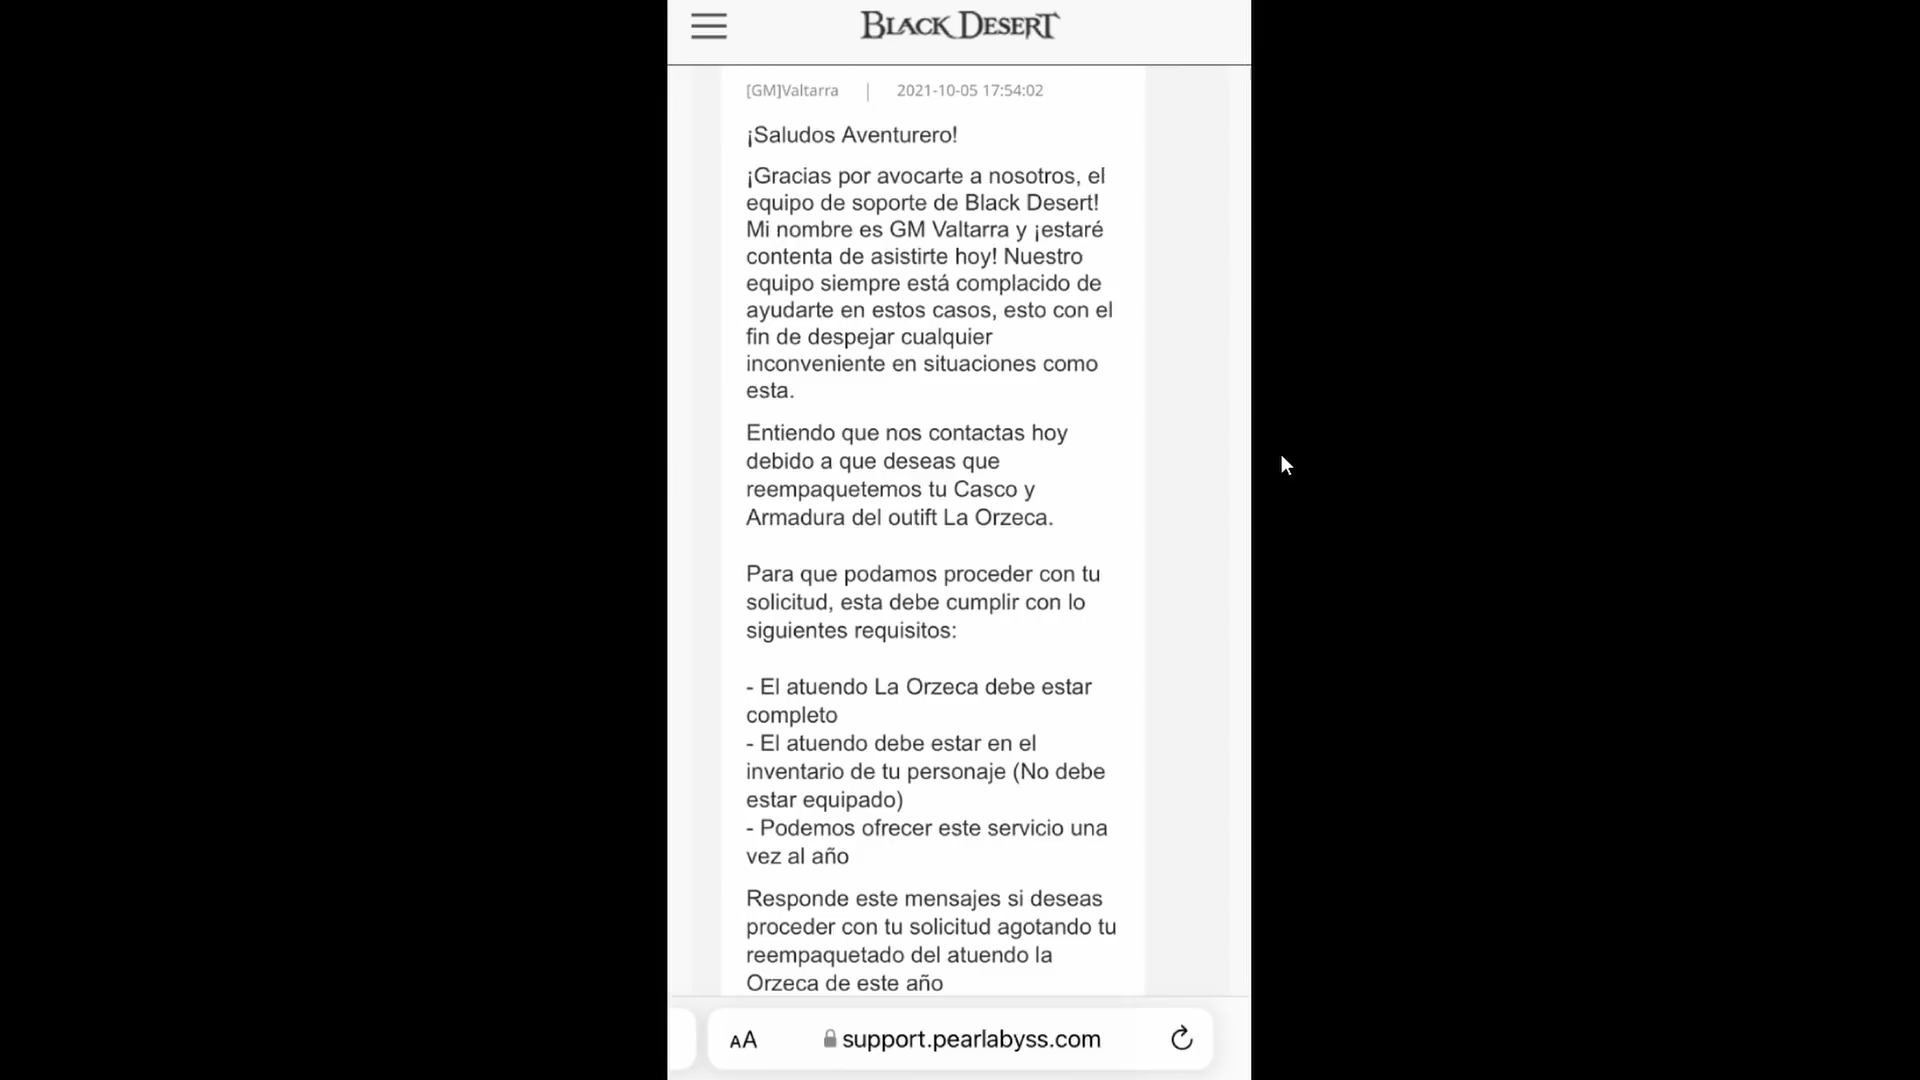 BLACK DESERT
[GM]Valtarra | 2021-10-05 17:54:02
¡Saludos Aventurero!
¡Gracias por avocarte a nosotros, el
equipo de soporte de Black Desert!
Mi nombre es GM Valtarra y ¡estaré
contenta de asistirte hoy! Nuestro
equipo siempre está complacido de
ayudarte en estos casos, esto con el
fin de despejar cualquier
inconveniente en situaciones como
esta.
Entiendo que nos contactas hoy
debido a que deseas que
reempaquetemos tu Casco y
Armadura del outift La Orzeca.
Para que podamos proceder con tu
solicitud, esta debe cumplir con lo
siguientes requisitos:
- El atuendo La Orzeca debe estar
completo
- El atuendo debe estar en el
inventario de tu personaje (No debe
estar equipado)
- Podemos ofrecer este servicio una
vez al año
Responde este mensajes si deseas
proceder con tu solicitud agotando tu
reempaquetado del atuendo la
Orzeca de este año
AA support.pearlabyss.com